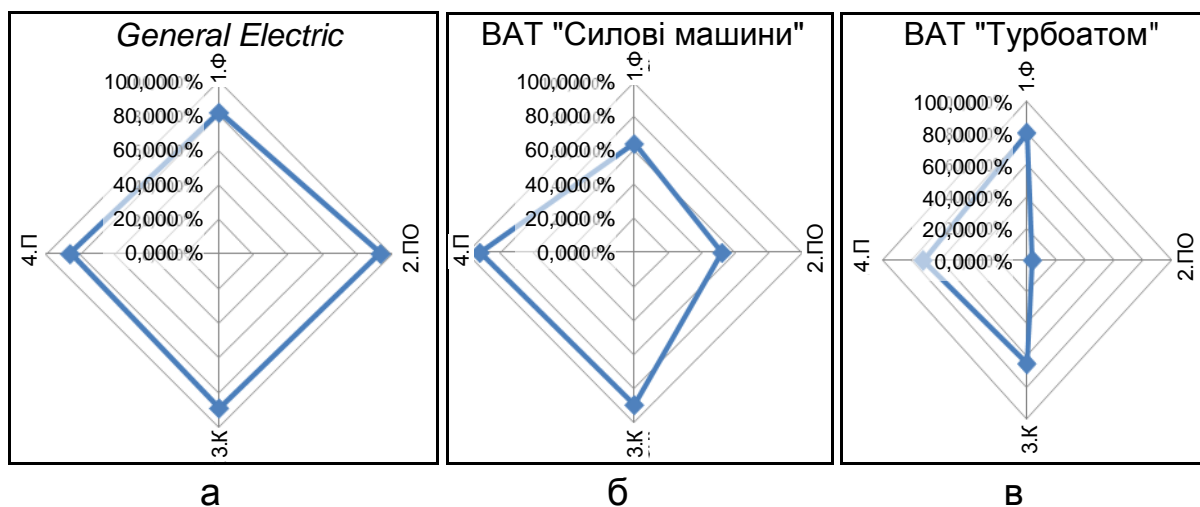 General Electric
1.Ф
100,000%
80,000%
60,000%
40,000%
20,000%
0,000%
4.П
2.ПО
3.К
а
ВАТ "Силові машини"
1.Ф
100,000%
80,000%
60,000%
40,000%
20,000%
0,000%
4.П
2.ПО
3.К
б
ВАТ "Турбоатом"
1.Ф
100,000%
80,000%
60,000%
40,000%
20,000%
0,000%
4.П
2.ПО
3.К
в